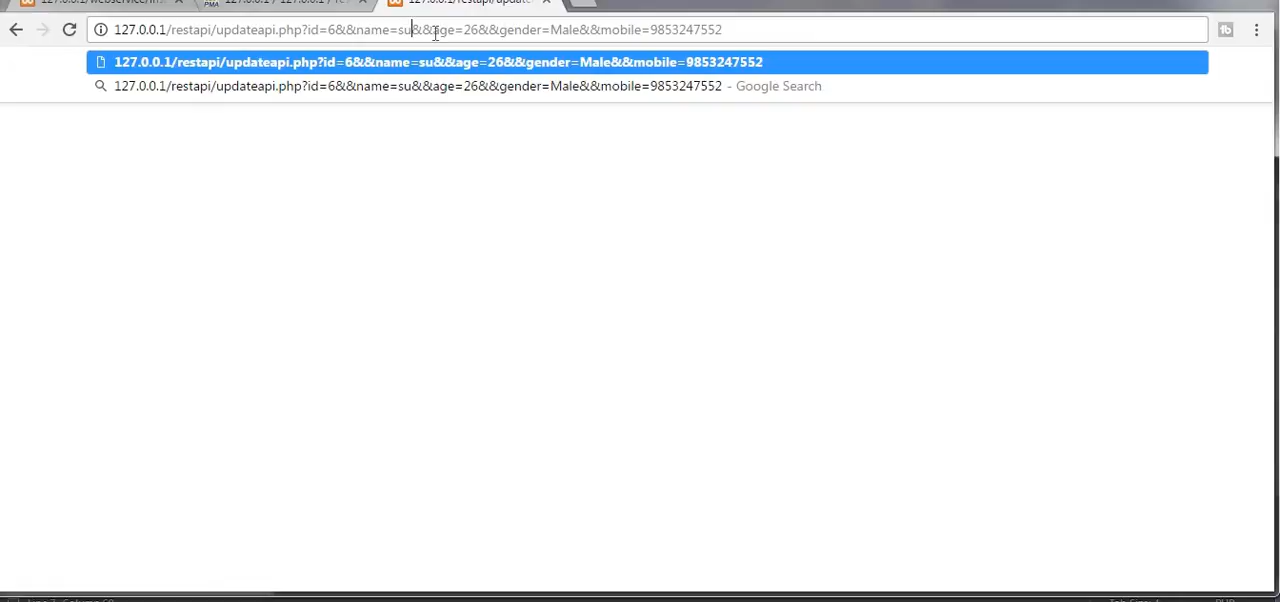 127.0.0.1/restapi/updateapi.php?id=6&&name=su&&age=26&&gender=Male&&mobile=9853247552
127.0.0.1/restapi/updateapi.php?id=6&&name=su&&age=26&&gender=Male&&mobile=9853247552
127.0.0.1/restapi/updateapi.php?id=6&&name=su&&age=26&&gender=Male&&mobile=9853247552 - Google Search